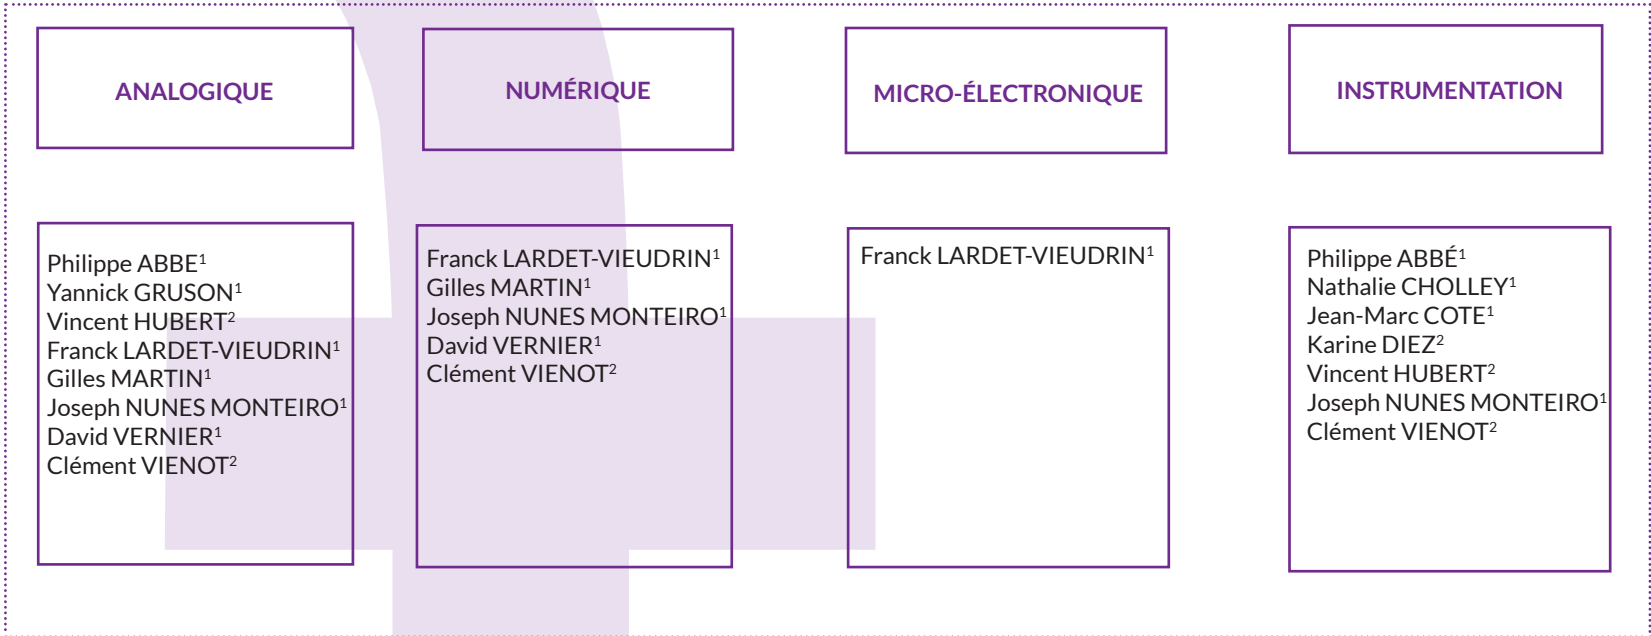 ANALOGIQUE
Philippe ABBE¹
Yannick GRUSON¹
Vincent HUBERT²
Franck LARDET-VIEUDRIN¹
Gilles MARTIN¹
Joseph NUNES MONTEIRO¹
David VERNIER¹
Clément VIENOT²
NUMÉRIQUE
Franck LARDET-VIEUDRIN¹
Gilles MARTIN¹
Joseph NUNES MONTEIRO¹
David VERNIER¹
Clément VIENOT²
MICRO-ÉLECTRONIQUE
Franck LARDET-VIEUDRIN¹
INSTRUMENTATION
Philippe ABBÉ¹
Nathalie CHOLLEY¹
Jean-Marc COTE¹
Karine DIEZ²
Vincent HUBERT²
Joseph NUNES MONTEIRO¹
Clément VIENOT²